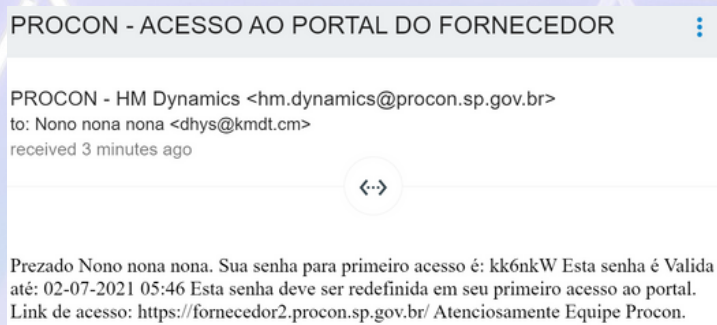 PROCON - ACESSO AO PORTAL DO FORNECEDOR
PROCON - HM Dynamics <hm.dynamics@procon.sp.gov.br>
to: Nono nona nona <dhys@kmdt.cm>
received 3 minutes ago
Prezado Nono nona nona. Sua senha para primeiro acesso é: kk6nkW Esta senha é Valida
até: 02-07-2021 05:46 Esta senha deve ser redefinida em seu primeiro acesso ao portal.
Link de acesso: https://fornecedor2.procon.sp.gov.br/ Atenciosamente Equipe Procon.